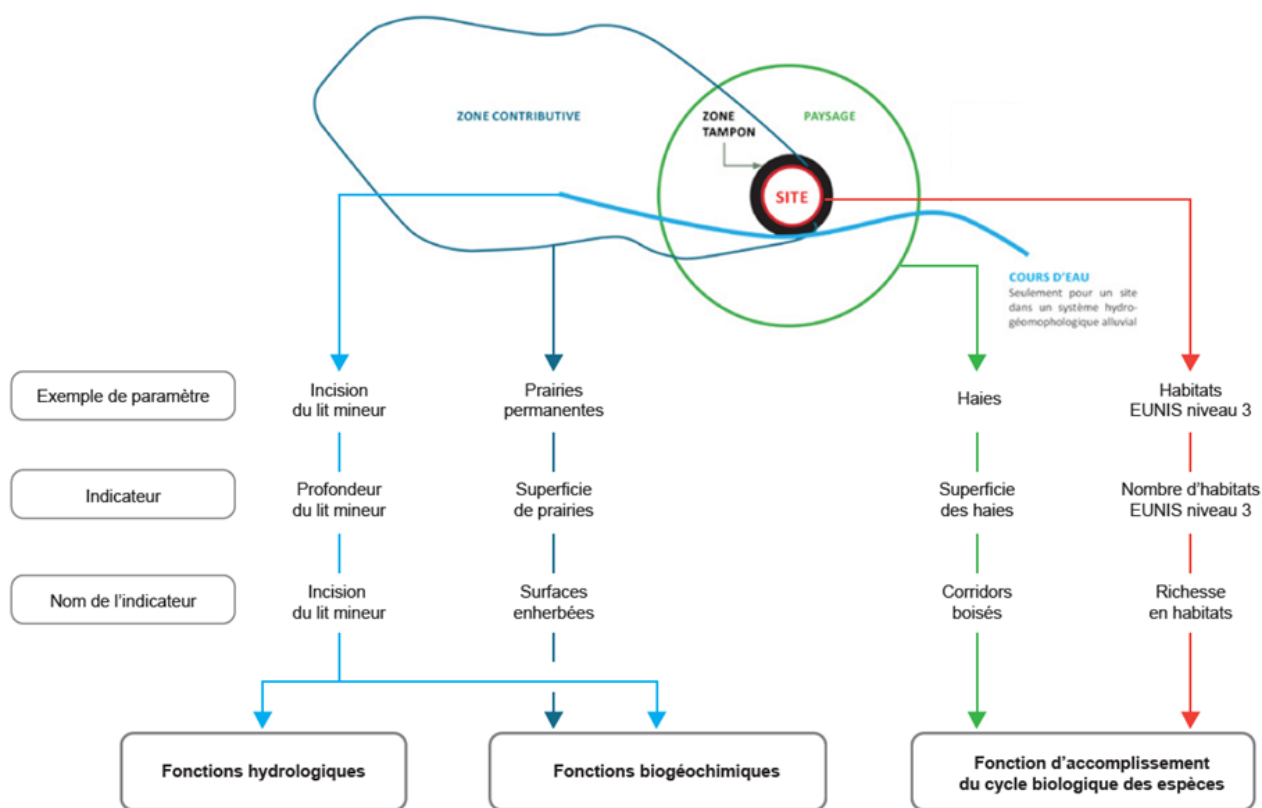 ZONE CONTRIBUTIVE
ZONE
TAMPON
PAYSAGE
SITE
COURS D'EAU
Seulement pour un site
dans un système hydro-
géomophologique alluvial
Exemple de paramètre
Incision
du lit mineur
Prairies
permanentes
Haies
Habitats
EUNIS niveau 3
Indicateur
Profondeur
du lit mineur
Superficie
de prairies
Superficie
des haies
Nombre d'habitats
EUNIS niveau 3
Nom de l'indicateur
Incision
du lit mineur
Surfaces
enherbées
Corridors
boisés
Richesse
en habitats
Fonctions hydrologiques
Fonctions biogéochimiques
Fonction d'accomplissement
du cycle biologique des espèces